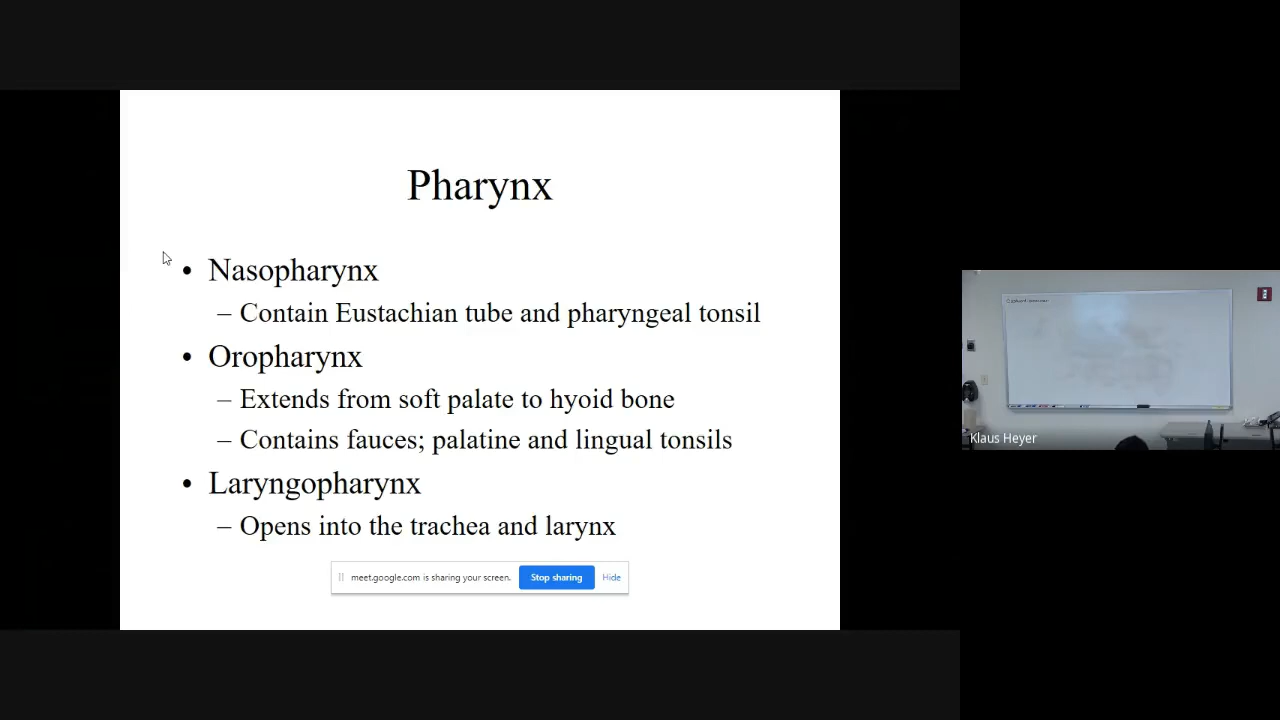 Pharynx
• Nasopharynx
– Contain Eustachian tube and pharyngeal tonsil
• Oropharynx
– Extends from soft palate to hyoid bone
– Contains fauces; palatine and lingual tonsils
• Laryngopharynx
– Opens into the trachea and larynx
meet.google.com is sharing your screen.
Stop sharing
Hide
Klaus Heyer